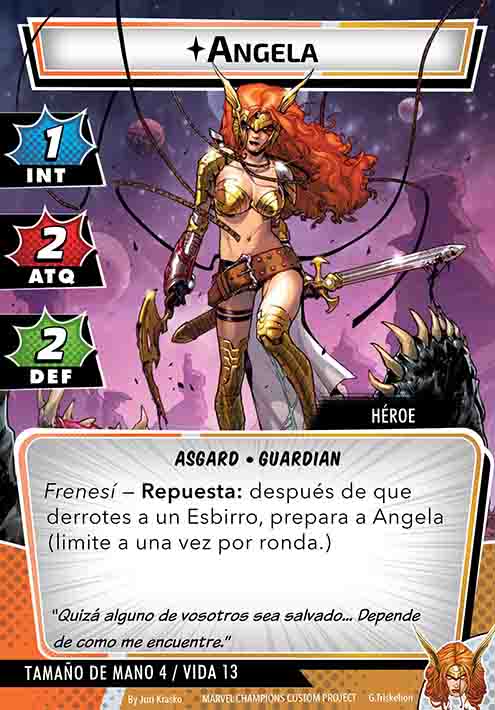 ANGELA
1
INT
2
ATQ
2
DEF
HÉROE
ASGARD • GUARDIAN
Frenesí – Repuesta: después de que
derrotes a un Esbirro, prepara a Angela
(limite a una vez por ronda.)
"Quizá alguno de vosotros sea salvado... Depende
de como me encuentre."
TAMAÑO DE MANO 4 / VIDA 13
By Juri Krasko MARVEL CHAMPIONS CUSTOM PROJECT G.Triskelion